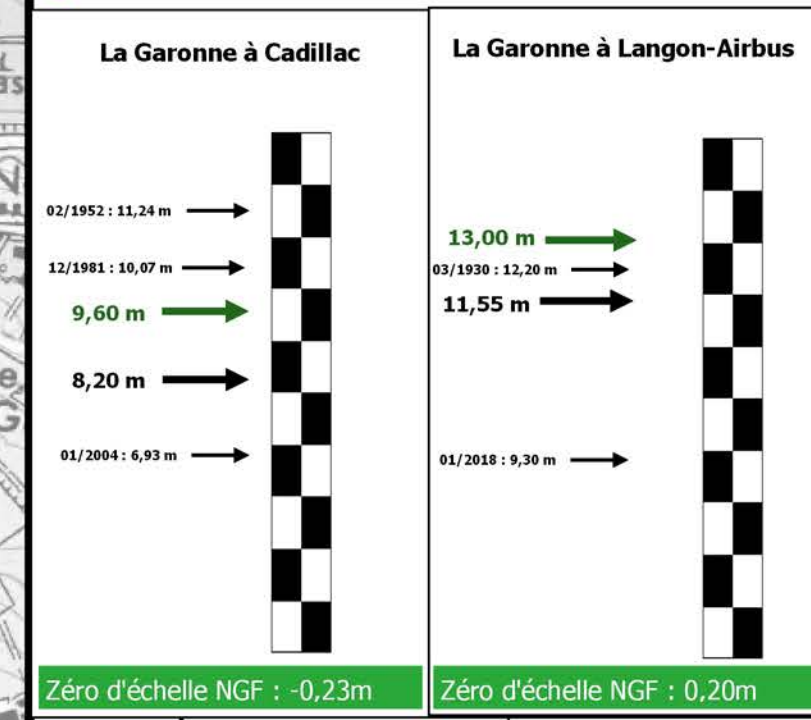 La Garonne à Cadillac
02/1952 : 11,24 m
12/1981 : 10,07 m
9,60 m
8,20 m
01/2004 : 6,93 m
Zéro d'échelle NGF : -0,23m
La Garonne à Langon-Airbus
13,00 m
03/1930 : 12,20 m
11,55 m
01/2018 : 9,30 m
Zéro d'échelle NGF : 0,20m